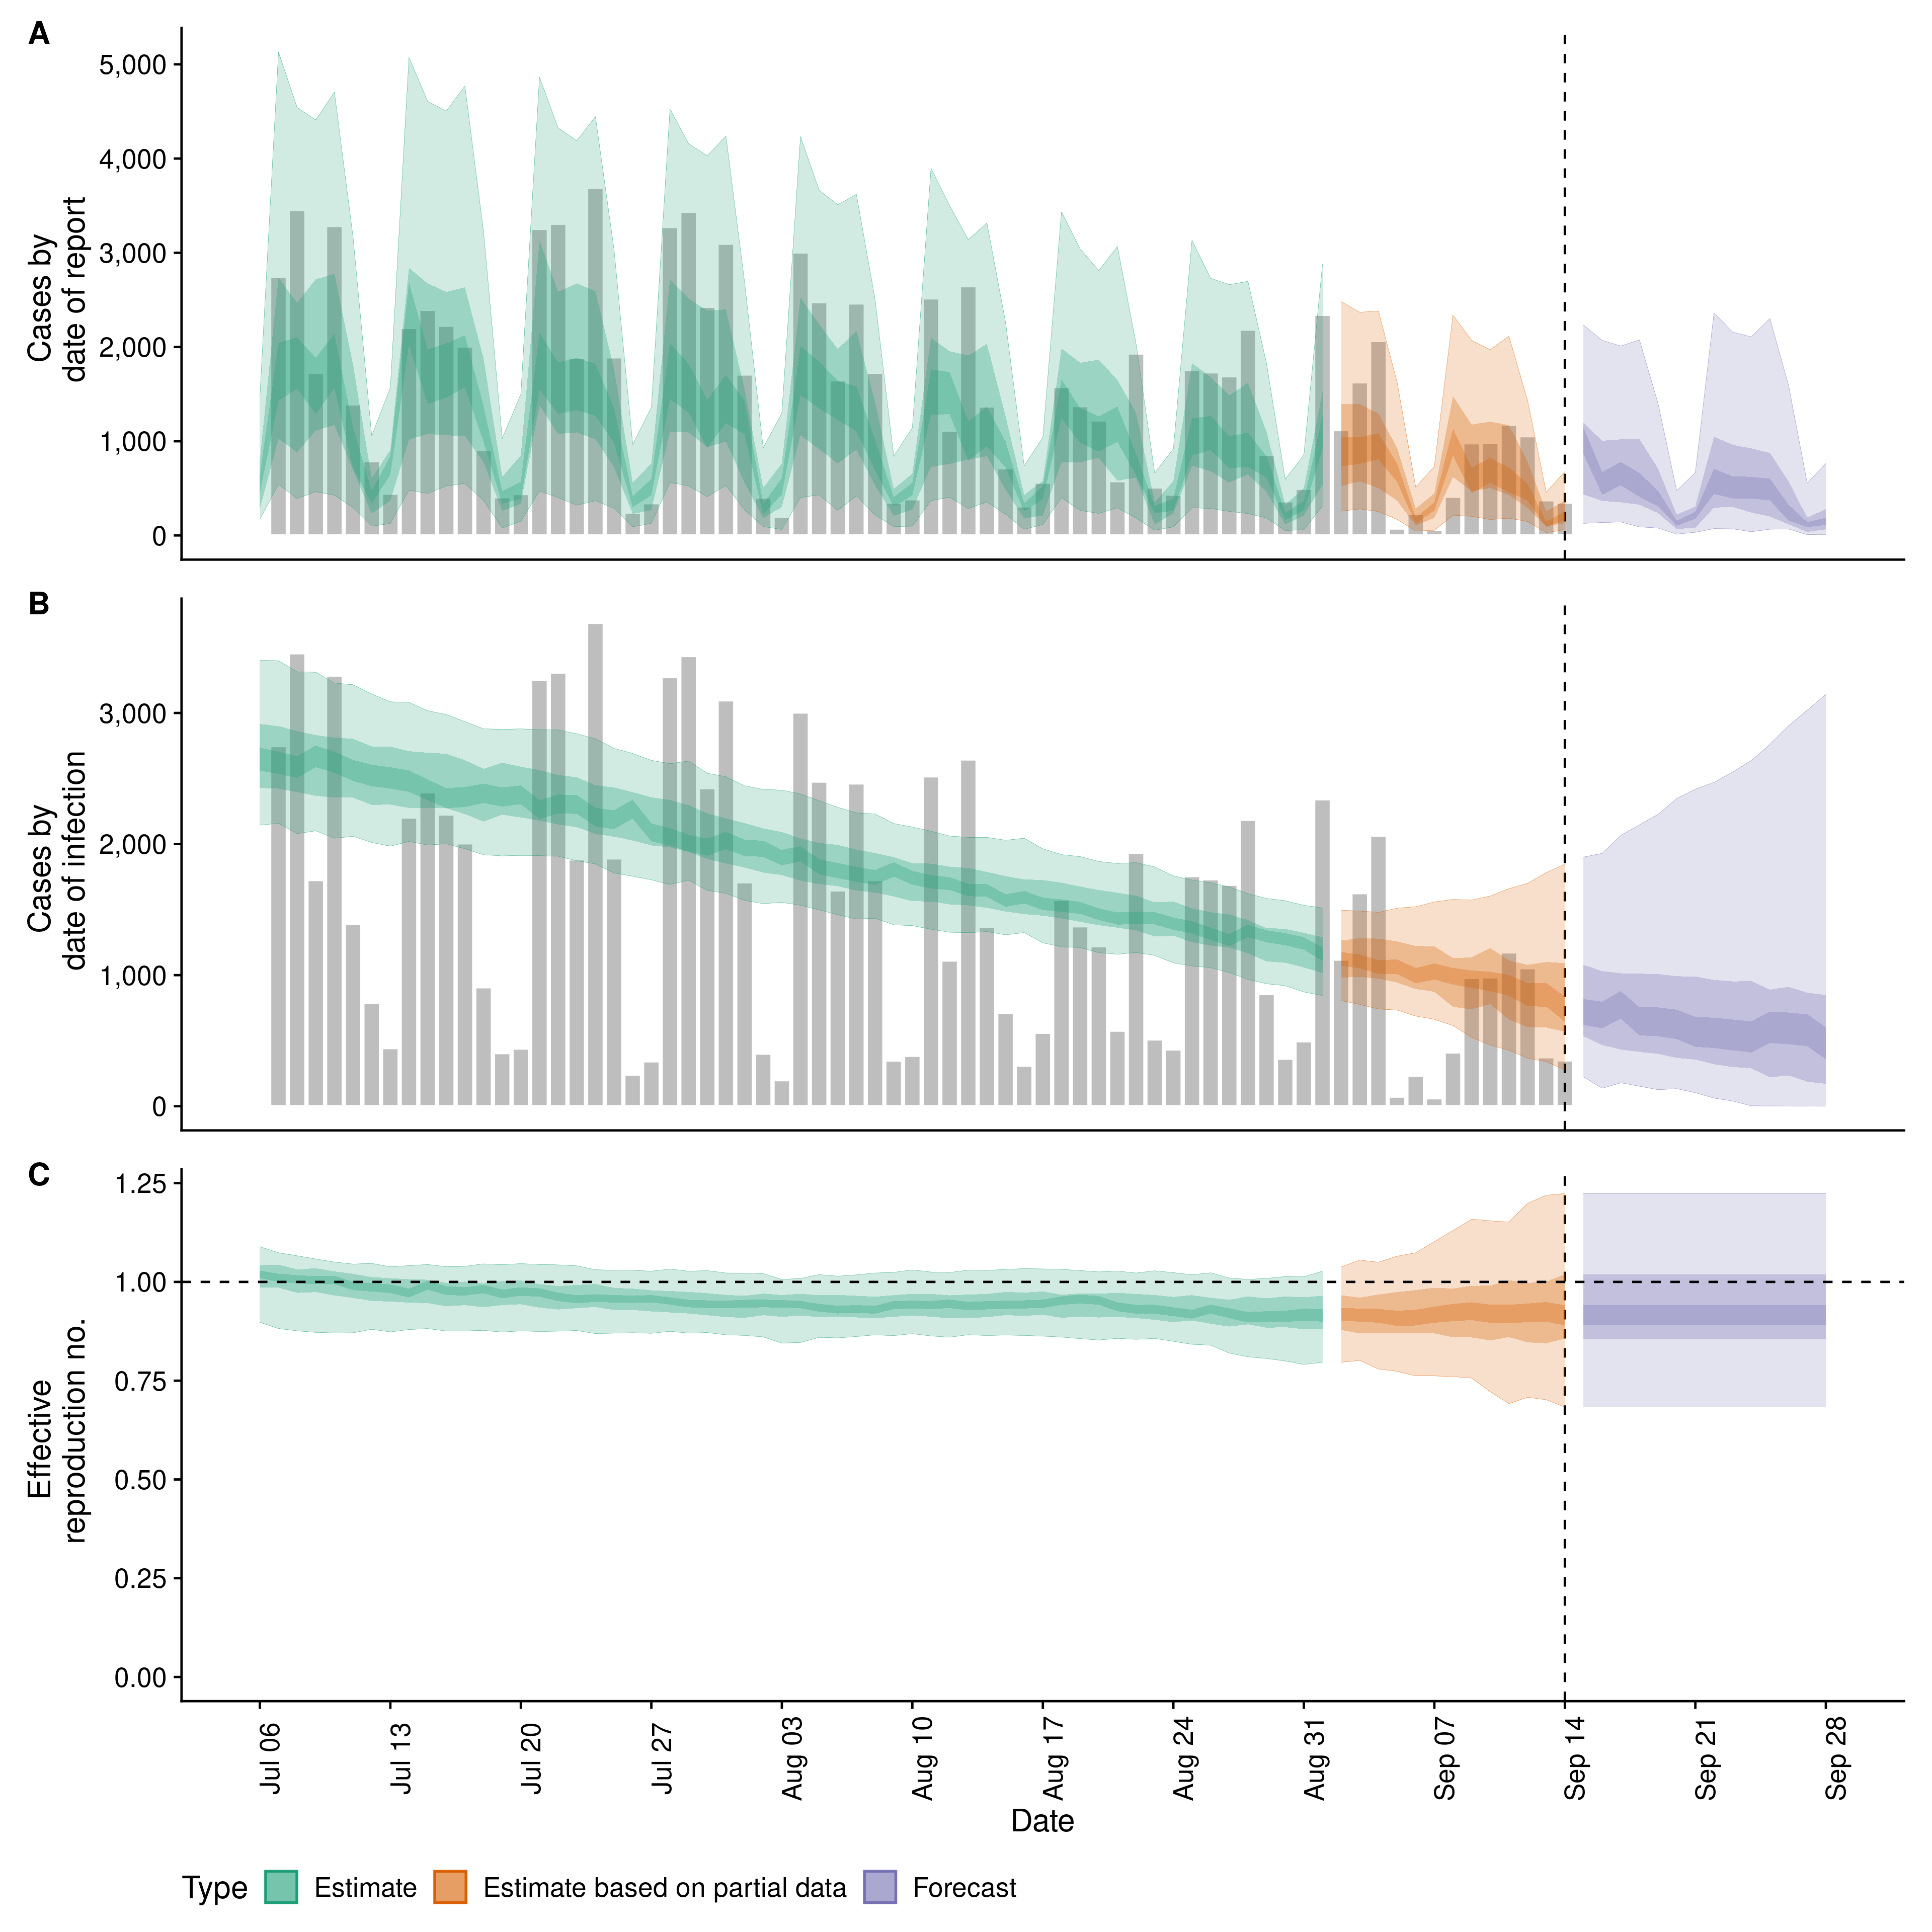 A
5,000
4,000
3,000
2,000
1,000
0
Cases by
date of report
B
3,000
2,000
1,000
0
Cases by
date of infection
C
1.25
1.00
0.75
0.50
0.25
0.00
Effective
reproduction no.
Jul 06
Jul 13
Jul 20
Jul 27
Aug 03
Aug 10
Aug 17
Aug 24
Aug 31
Sep 07
Sep 14
Sep 21
Sep 28
Date
Type Estimate Estimate based on partial data Forecast